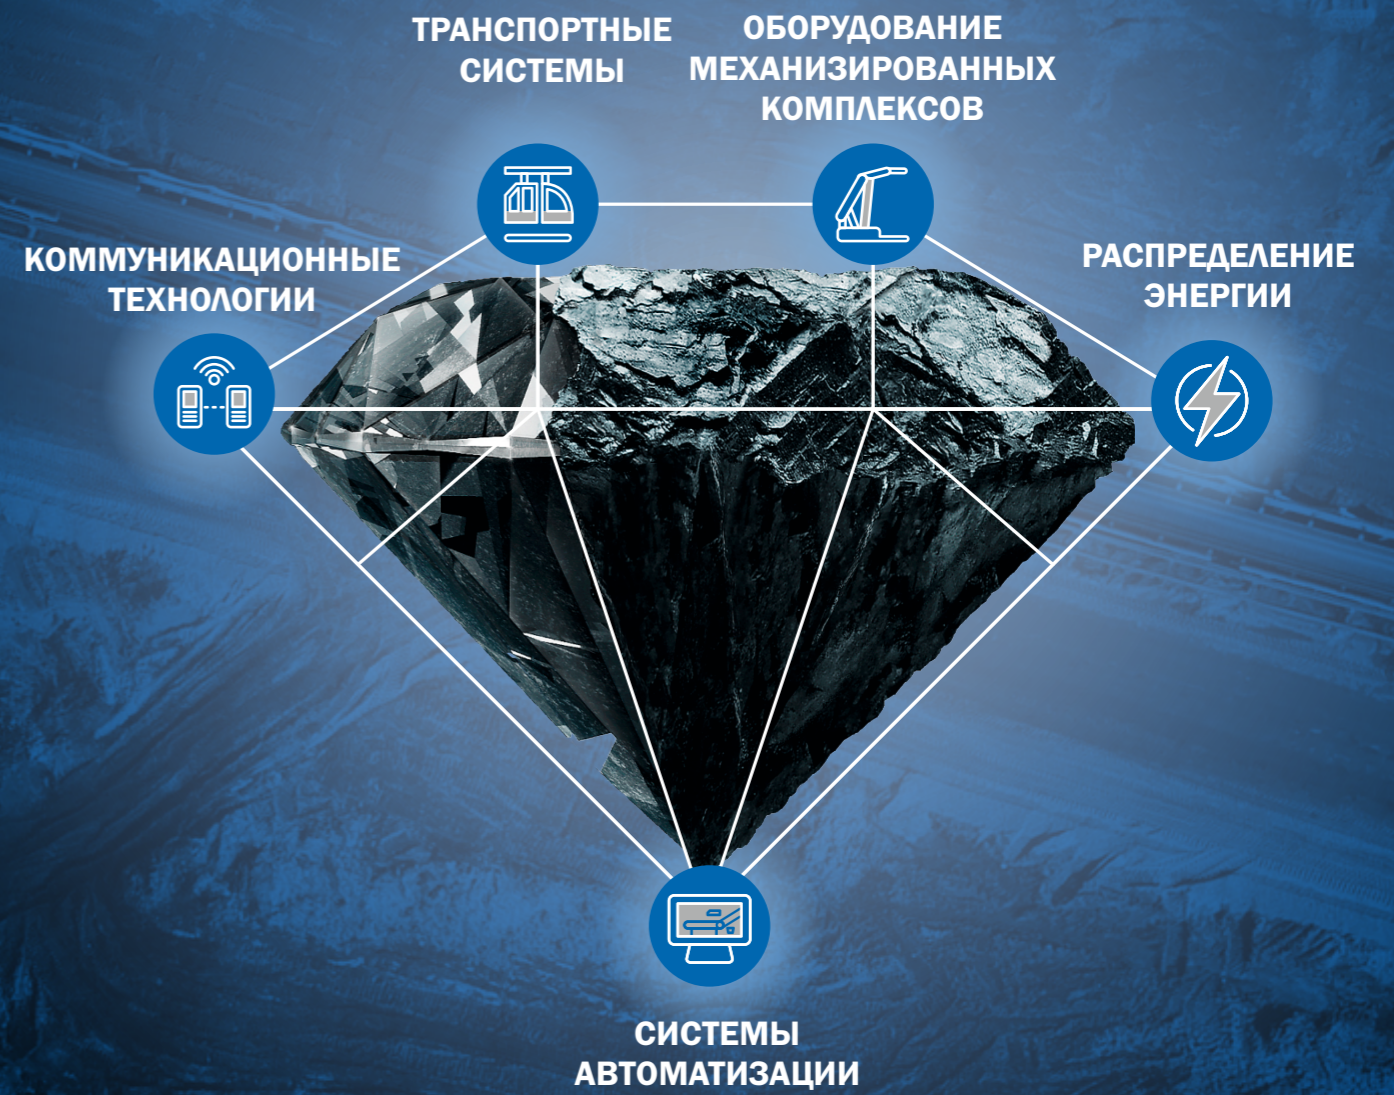 ТРАНСПОРТНЫЕ
СИСТЕМЫ
ОБОРУДОВАНИЕ
МЕХАНИЗИРОВАННЫХ
КОМПЛЕКСОВ
КОММУНИКАЦИОННЫЕ
ТЕХНОЛОГИИ
РАСПРЕДЕЛЕНИЕ
ЭНЕРГИИ
СИСТЕМЫ
АВТОМАТИЗАЦИИ